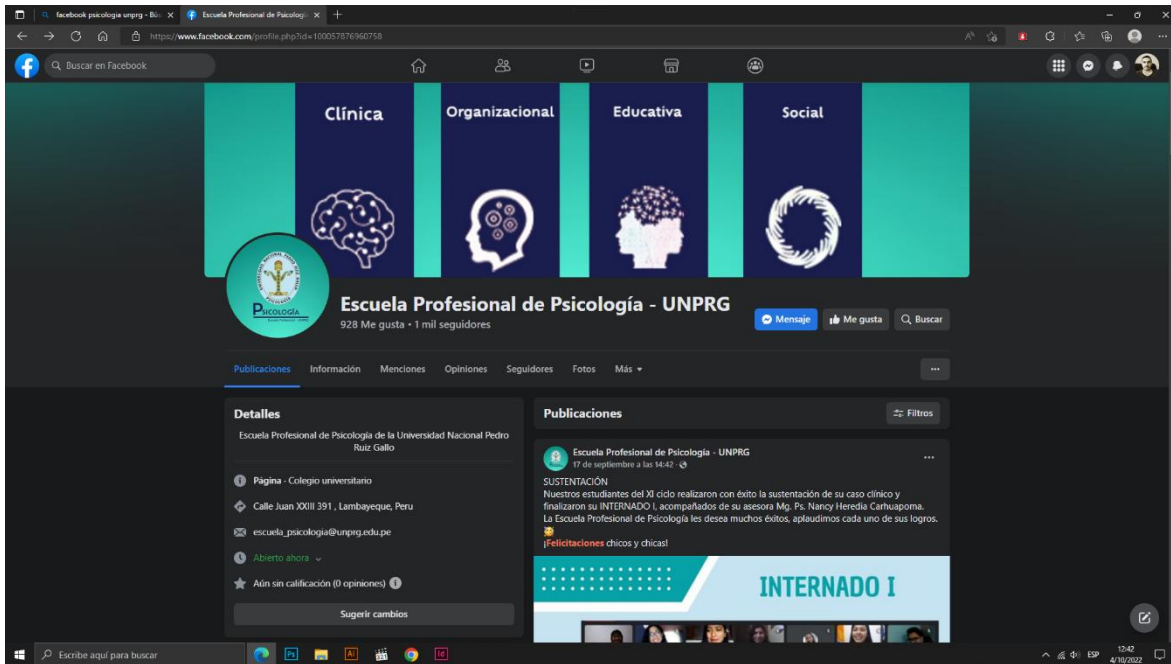 facebook psicologia unprg - Bús
Escuela Profesional de Psicologí
https://www.facebook.com/profile.php?id=100057876960758
Buscar en Facebook
Clínica
Organizacional
Educativa
Social
PSICOLOGÍA
Escuela Profesional de Psicología - UNPRG
928 Me gusta • 1 mil seguidores
Mensaje
Me gusta
Buscar
Publicaciones
Información
Menciones
Opiniones
Seguidores
Fotos
Más
Detalles
Escuela Profesional de Psicología de la Universidad Nacional Pedro
Ruiz Gallo
Página - Colegio universitario
Calle Juan XXIII 391 , Lambayeque, Peru
escuela_psicologia@unprg.edu.pe
Abierto ahora
Aún sin calificación (0 opiniones)
Sugerir cambios
Publicaciones
Filtros
Escuela Profesional de Psicología - UNPRG
17 de septiembre a las 14:42 ·
SUSTENTACIÓN
Nuestros estudiantes del XI ciclo realizaron con éxito la sustentación de su caso clínico y
finalizaron su INTERNADO I, acompañados de su asesora Mg. Ps. Nancy Heredia Carhuapoma.
La Escuela Profesional de Psicología les desea muchos éxitos, aplaudimos cada uno de sus logros.
🥰
¡Felicitaciones chicos y chicas!
INTERNADO I
Escribe aquí para buscar
Ps
Ai
Id
ESP
12:42
4/10/2022